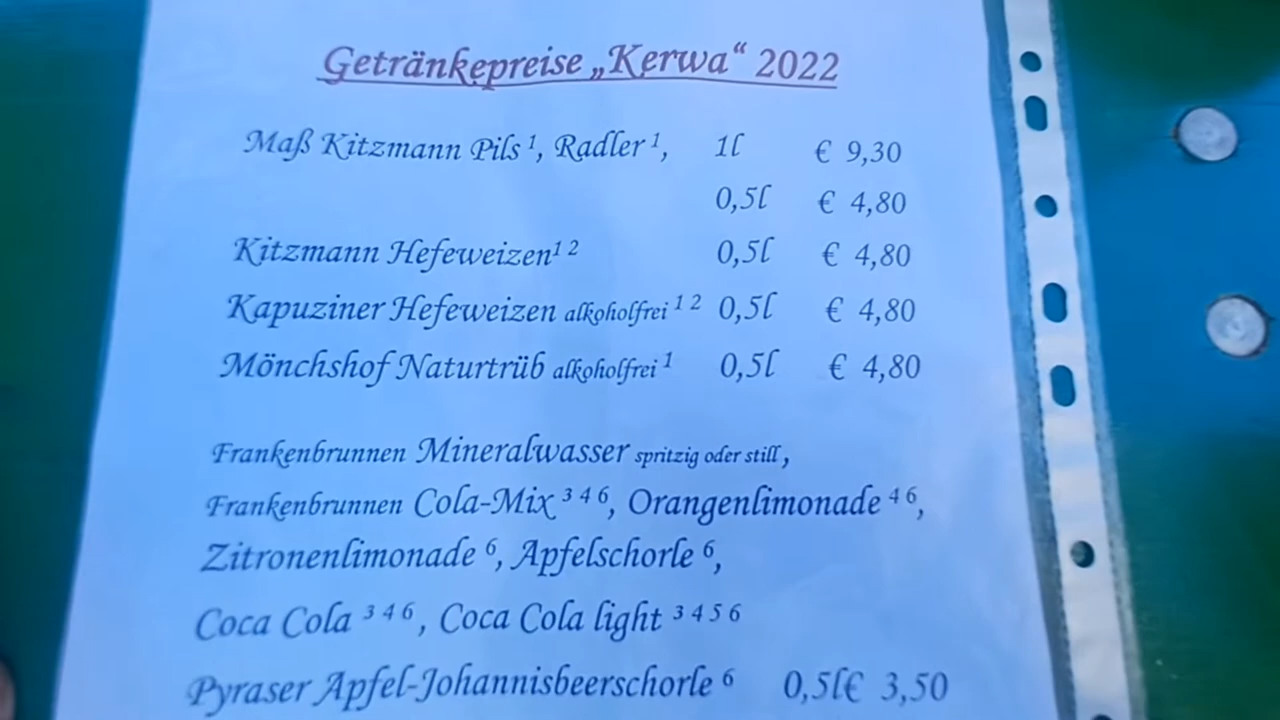 Getränkepreise „Kerwa“ 2022
Maß Kitzmann Pils ¹, Radler ¹, 1l € 9,30
0,5l € 4,80
Kitzmann Hefeweizen¹ ² 0,5l € 4,80
Kapuziner Hefeweizen alkoholfrei ¹ ² 0,5l € 4,80
Mönchshof Naturtrüb alkoholfrei ¹ 0,5l € 4,80
Frankenbrunnen Mineralwasser spritzig oder still,
Frankenbrunnen Cola-Mix ³ ⁴ ⁶, Orangenlimonade ⁴ ⁶,
Zitronenlimonade ⁶, Apfelschorle ⁶,
Coca Cola ³ ⁴ ⁶, Coca Cola light ³ ⁴ ⁵ ⁶
Pyraser Apfel-Johannisbeerschorle ⁶ 0,5l€ 3,50